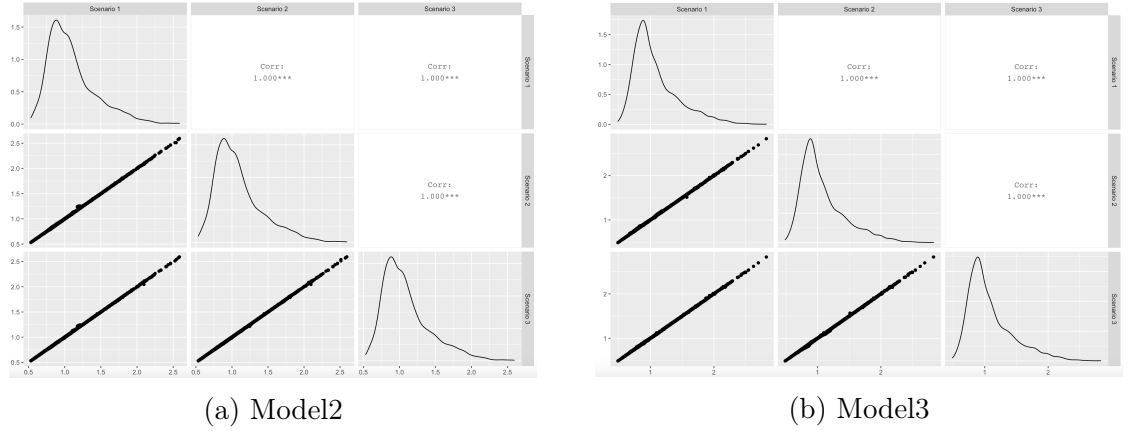 Scenario 1 Scenario 2 Scenario 3
1.5
1.0
0.5
0.0
Corr:
1.000***
Corr:
1.000***
Scenario 1
2.5
2.0
1.5
1.0
0.5
Corr:
1.000***
Scenario 2
2.5
2.0
1.5
1.0
0.5
Scenario 3
0.5 1.0 1.5 2.0 2.5 0.5 1.0 1.5 2.0 2.5 0.5 1.0 1.5 2.0 2.5
(a) Model2
Scenario 1 Scenario 2 Scenario 3
1.5
1.0
0.5
0.0
Corr:
1.000***
Corr:
1.000***
Scenario 1
2
1
Corr:
1.000***
Scenario 2
2
1
Scenario 3
1 2 1 2 1 2
(b) Model3